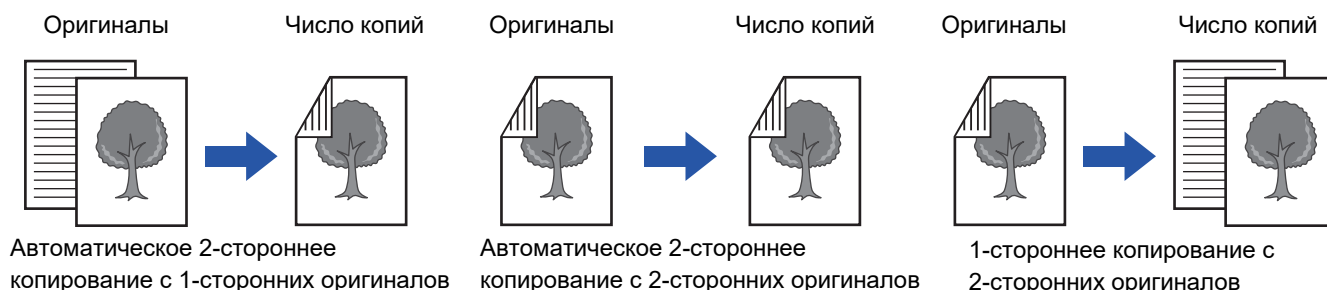 Оригиналы
Число копий
Оригиналы
Число копий
Оригиналы
Число копий
Автоматическое 2-стороннее
копирование с 1-сторонних оригиналов
Автоматическое 2-стороннее
копирование с 2-сторонних оригиналов
1-стороннее копирование с
2-сторонних оригиналов